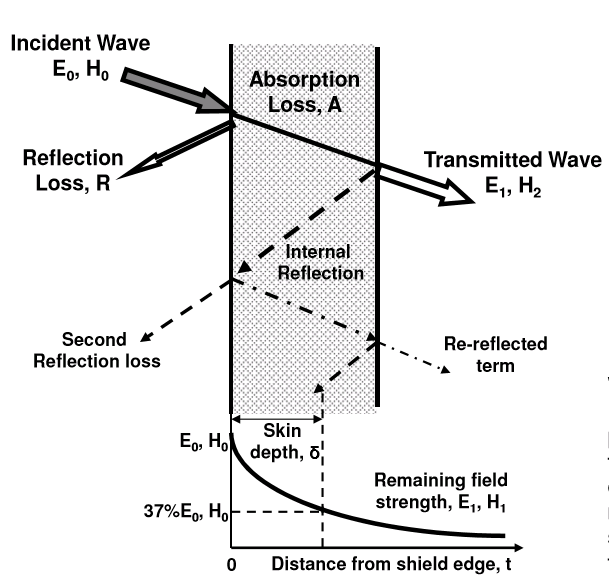 Incident Wave
E₀, H₀
Absorption
Loss, A
Reflection
Loss, R
Transmitted Wave
E₁, H₂
Internal
Reflection
Second
Reflection loss
Re-reflected
term
Skin
depth, δ
E₀, H₀
Remaining field
strength, E₁, H₁
37%E₀, H₀
0
Distance from shield edge, t